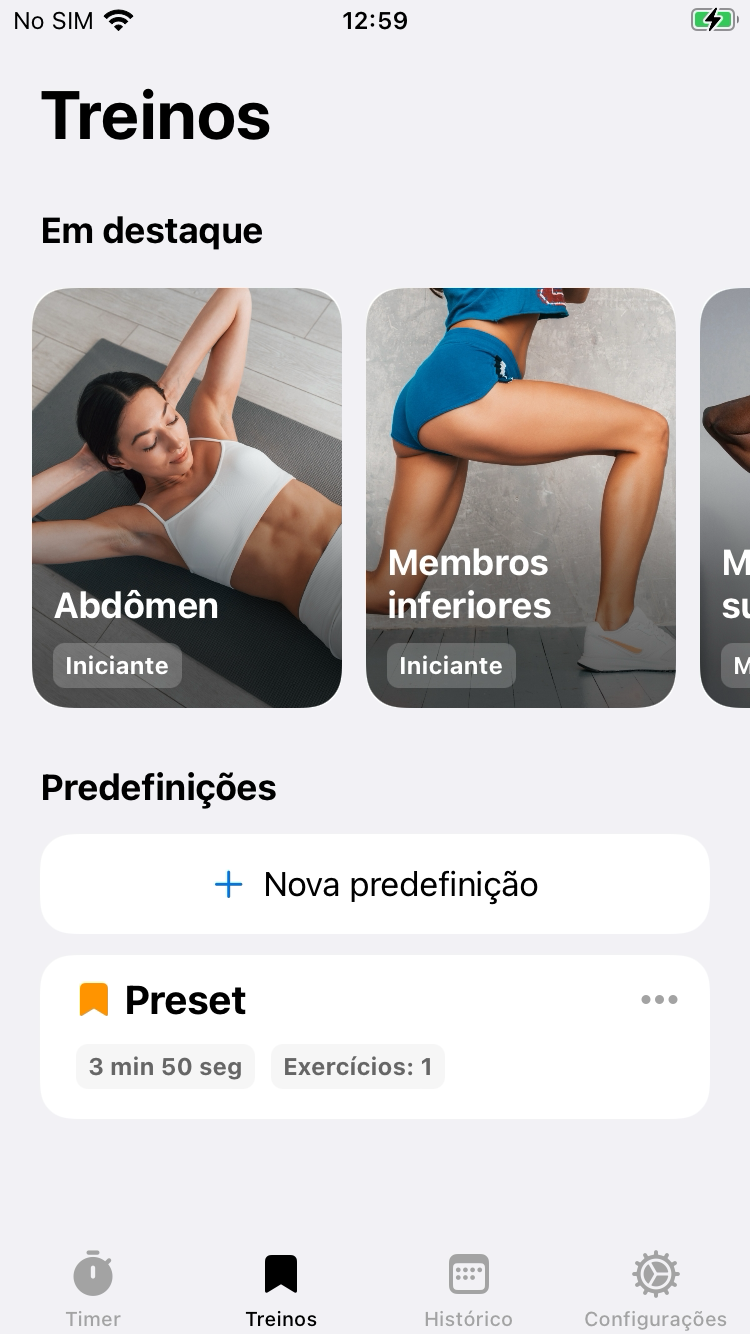 No SIM 12:59
Treinos
Em destaque
Abdômen
Iniciante
Membros
inferiores
Iniciante
Predefinições
Nova predefinição
Preset
3 min 50 seg Exercícios: 1
Timer Treinos Histórico Configurações